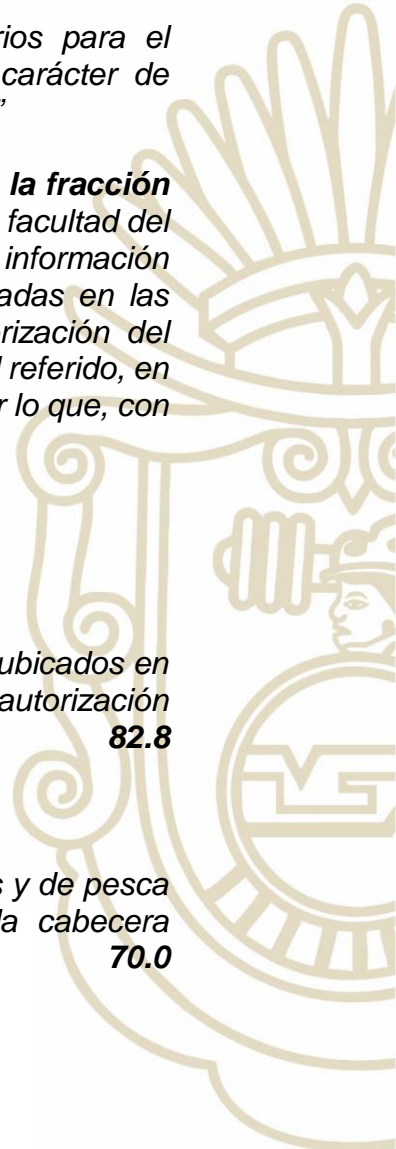 rios para el
carácter de
”
la fracción
facultad del
información
adas en las
orización del
l referido, en
r lo que, con
ubicados en
autorización
82.8
s y de pesca
la cabecera
70.0